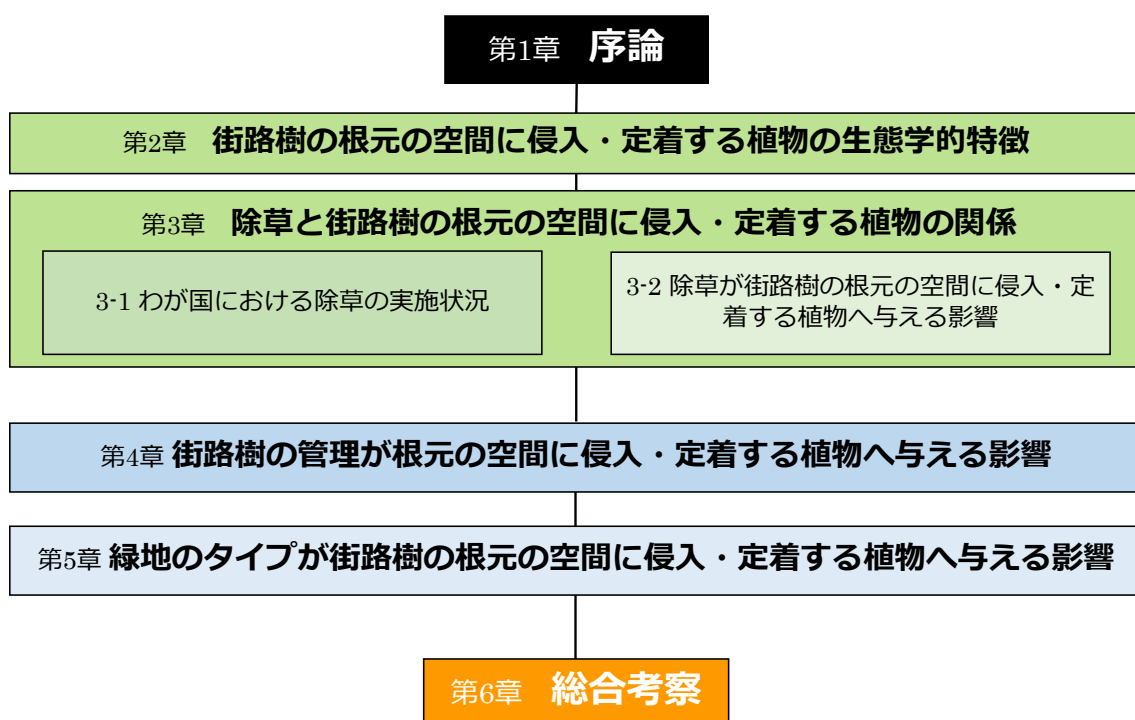 第1章 序論
第2章 街路樹の根元の空間に侵入・定着する植物の生態学的特徴
第3章 除草と街路樹の根元の空間に侵入・定着する植物の関係
3-1 わが国における除草の実施状況
3-2 除草が街路樹の根元の空間に侵入・定
着する植物へ与える影響
第4章 街路樹の管理が根元の空間に侵入・定着する植物へ与える影響
第5章 緑地のタイプが街路樹の根元の空間に侵入・定着する植物へ与える影響
第6章 総合考察